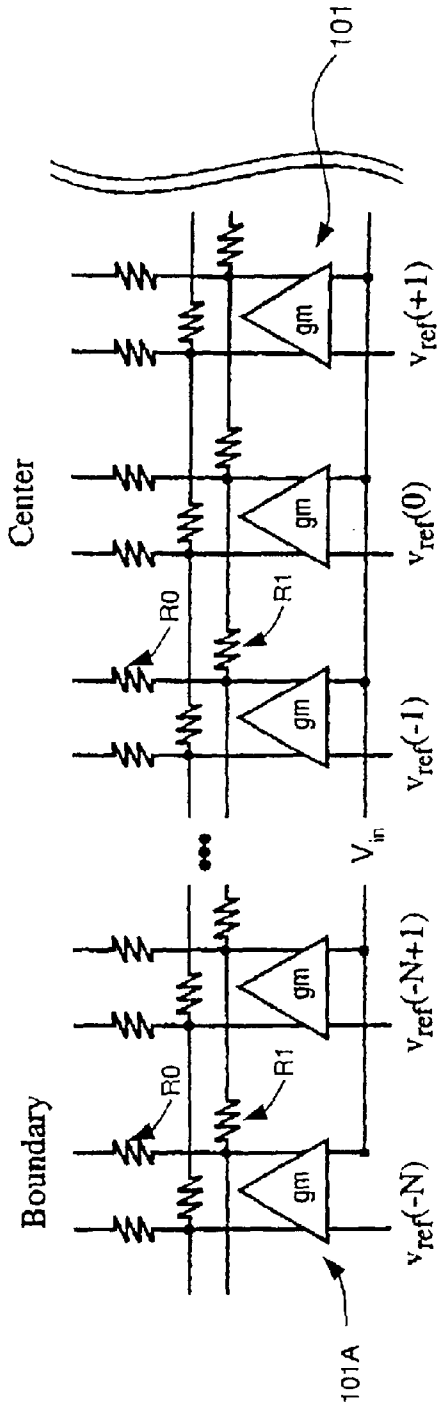 Boundary
Center
R0
R0
R1
R1
gm
gm
gm
gm
gm
101A
101
V_in
v_ref(-N)
v_ref(-N+1)
v_ref(-1)
v_ref(0)
v_ref(+1)